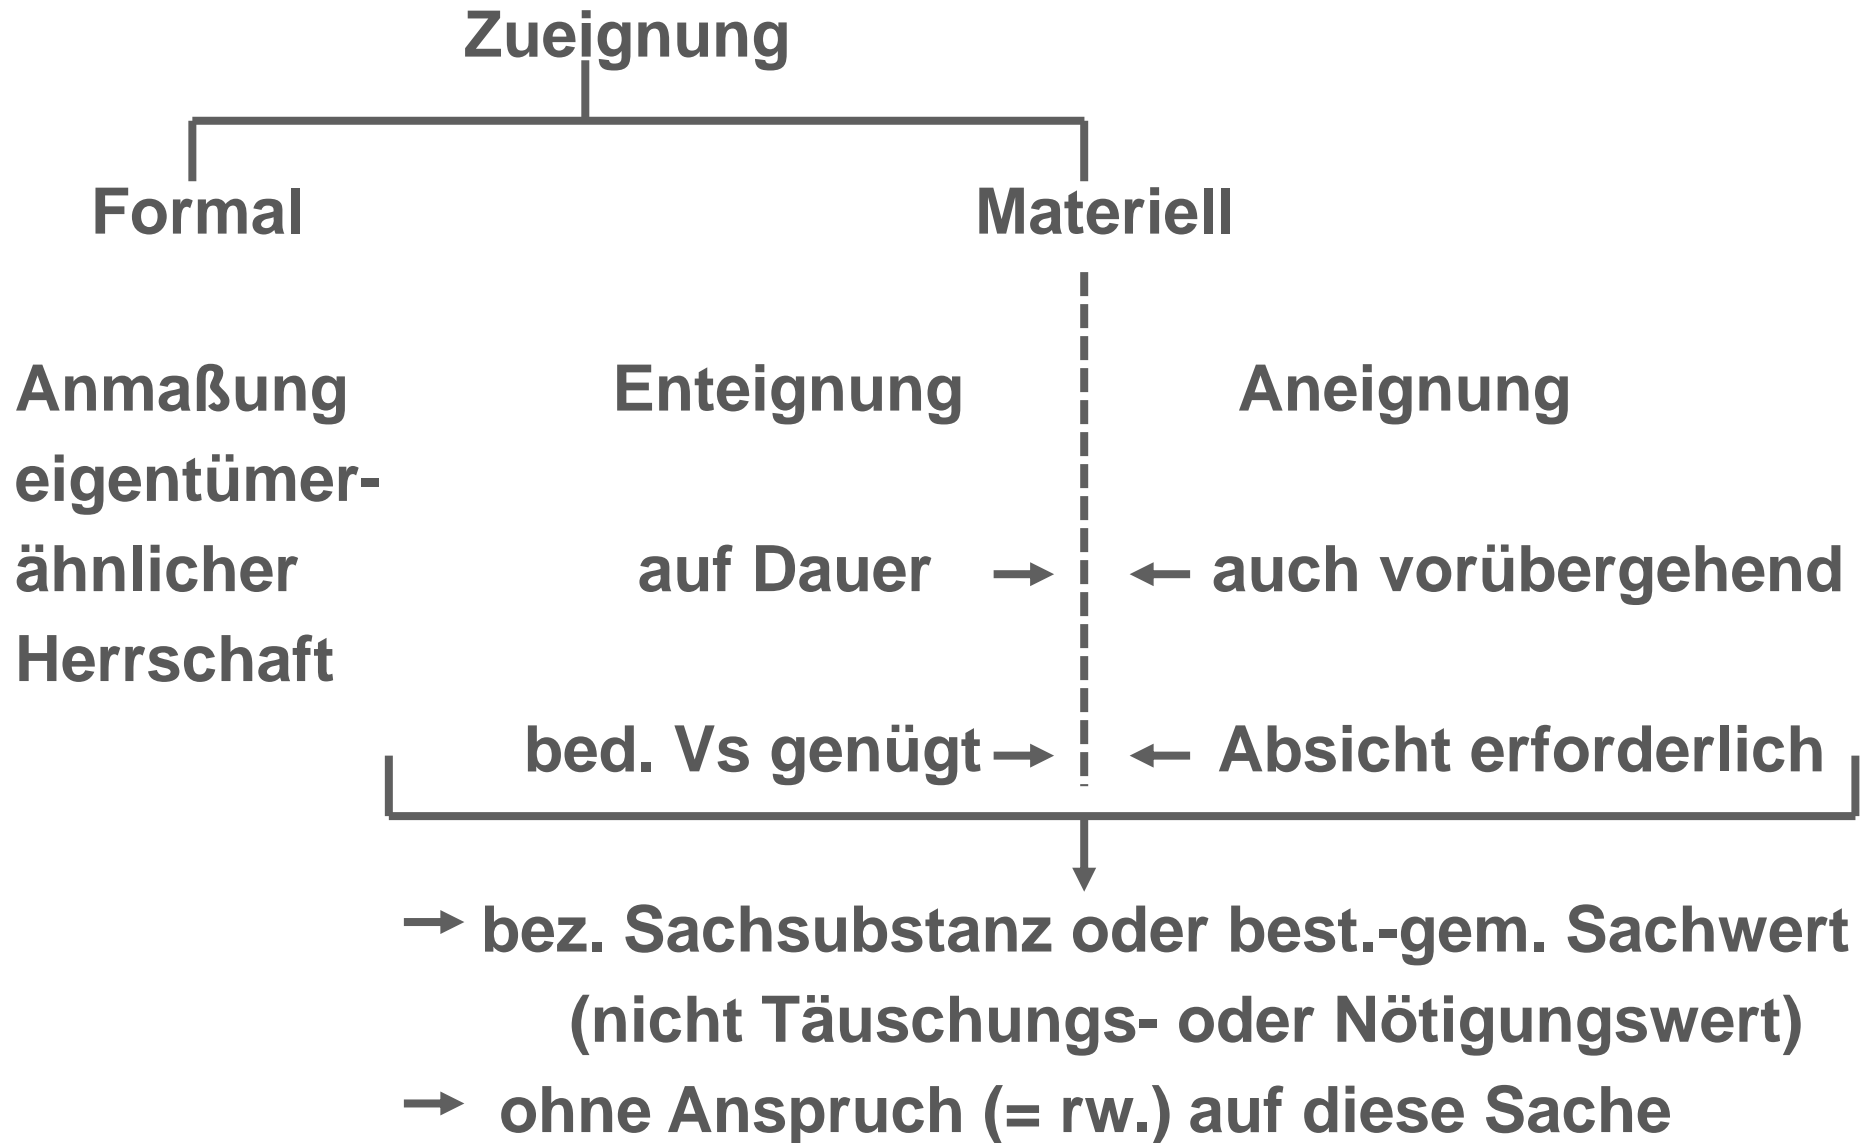 Zueignung
Formal
Materiell
Anmaßung
eigentümer-
ähnlicher
Herrschaft
Enteignung
Aneignung
auf Dauer
auch vorübergehend
bed. Vs genügt
Absicht erforderlich
bez. Sachsubstanz oder best.-gem. Sachwert
(nicht Täuschungs- oder Nötigungswert)
ohne Anspruch (= rw.) auf diese Sache